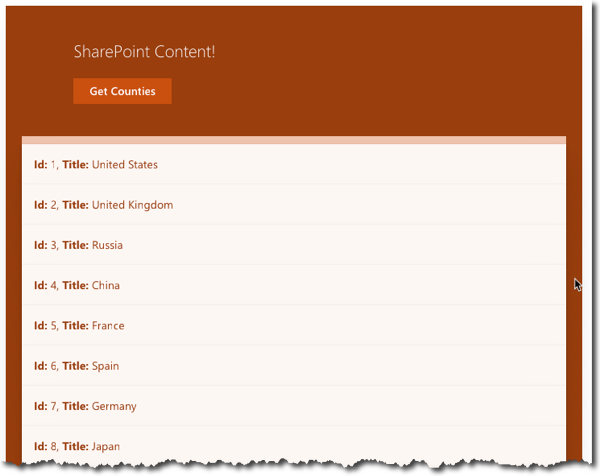 SharePoint Content!
Get Counties
Id: 1, Title: United States
Id: 2, Title: United Kingdom
Id: 3, Title: Russia
Id: 4, Title: China
Id: 5, Title: France
Id: 6, Title: Spain
Id: 7, Title: Germany
Id: 8, Title: Japan